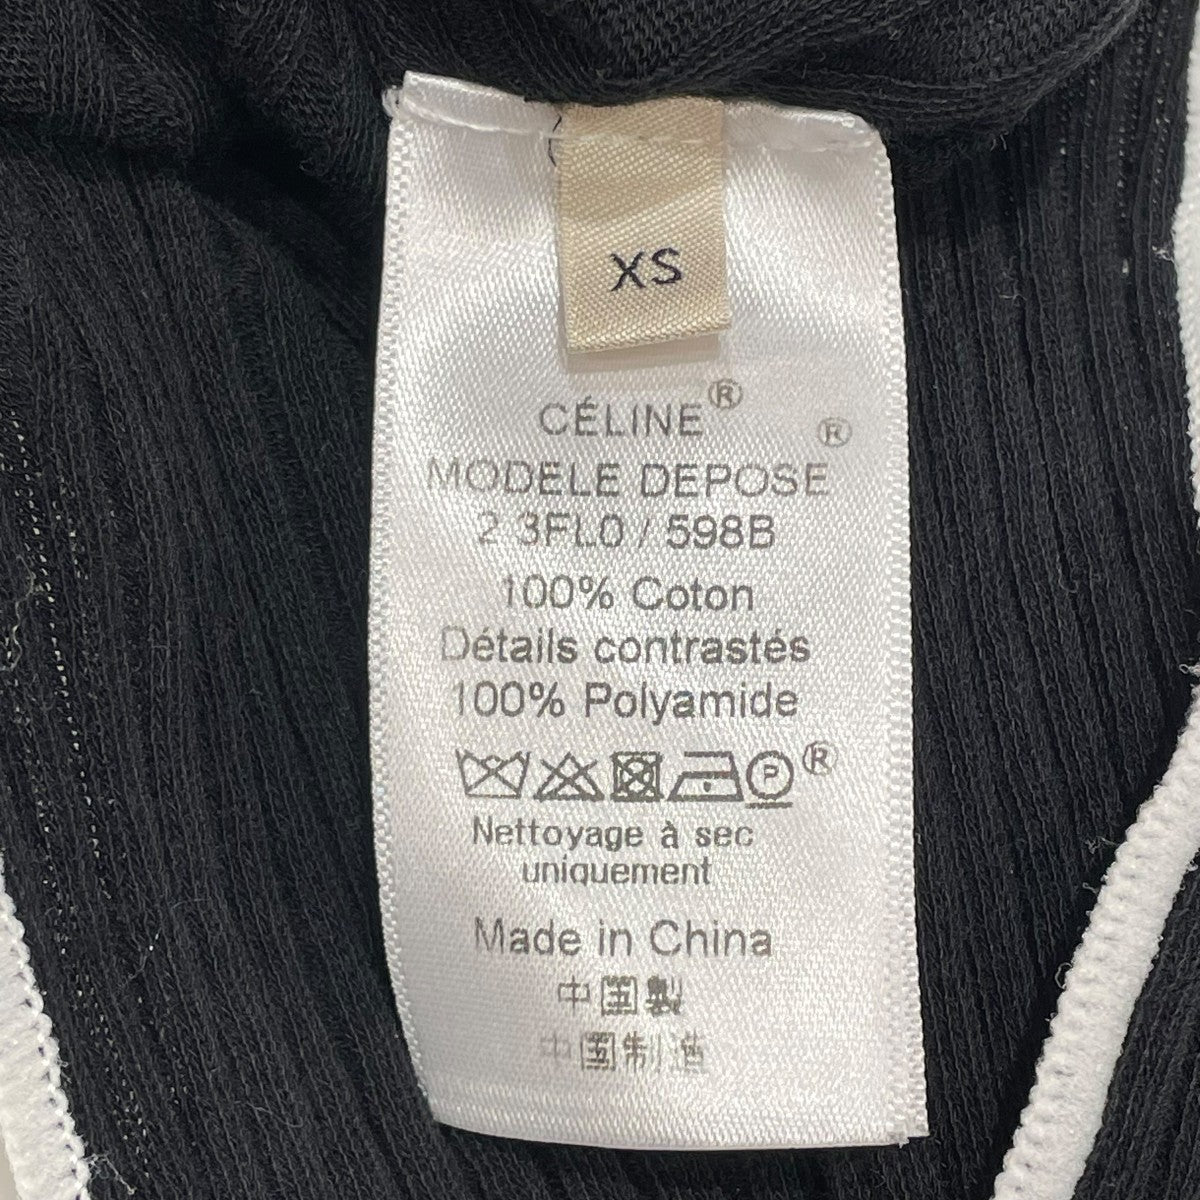 XS
CÉLINE®
MODELE DEPOSE®
2 3FL0 / 598B
100% Coton
Détails contrastés
100% Polyamide
P ®
Nettoyage à sec
uniquement
Made in China
中国製
中国制造